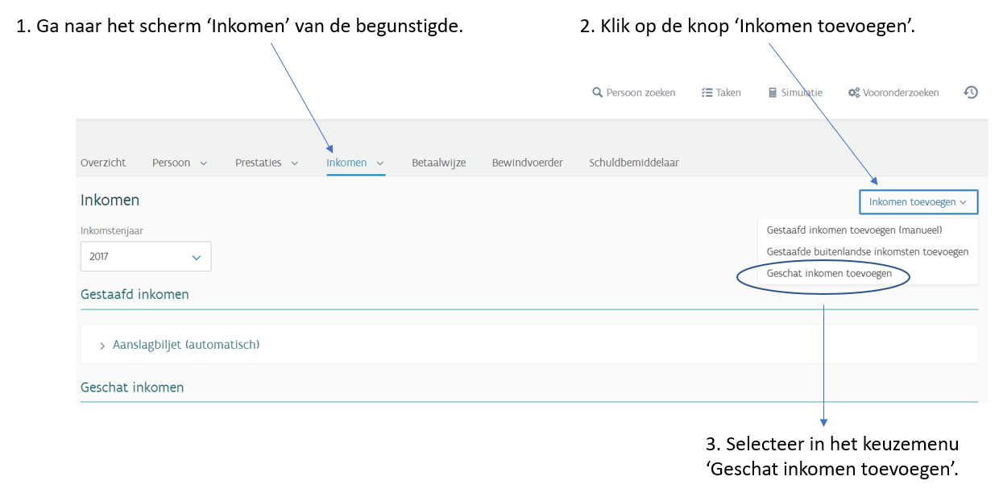 1. Ga naar het scherm ‘Inkomen’ van de begunstigde.
2. Klik op de knop ‘Inkomen toevoegen’.
Persoon zoeken
Taken
Simulatie
Vooronderzoeken
Overzicht
Persoon
Prestaties
Inkomen
Betaalwijze
Bewindvoerder
Schuldbemiddelaar
Inkomen
Inkomen toevoegen
Inkomstenjaar
2017
Gestaafd inkomen toevoegen (manueel)
Gestaafde buitenlandse inkomsten toevoegen
Geschat inkomen toevoegen
Gestaafd inkomen
Aanslagbiljet (automatisch)
Geschat inkomen
3. Selecteer in het keuzemenu
‘Geschat inkomen toevoegen’.